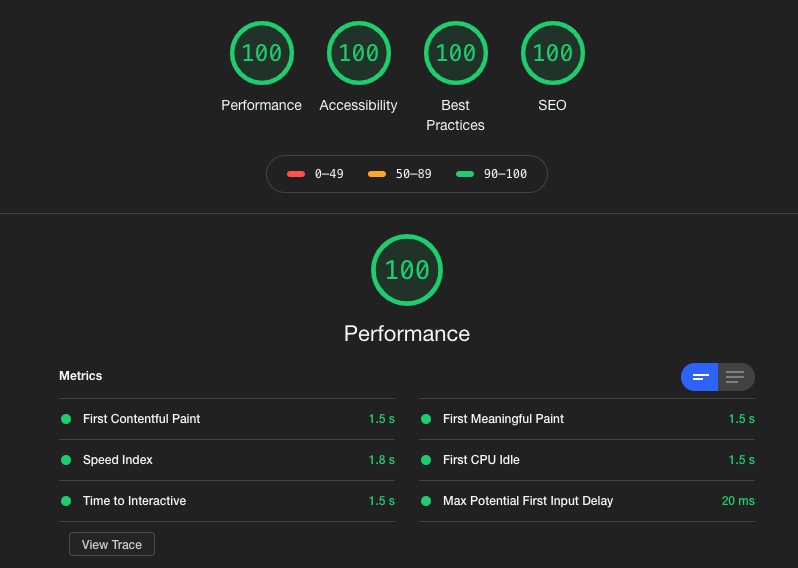 100 100 100 100
Performance Accessibility Best Practices SEO
0–49 50–89 90–100
100
Performance
Metrics
First Contentful Paint 1.5 s
First Meaningful Paint 1.5 s
Speed Index 1.8 s
First CPU Idle 1.5 s
Time to Interactive 1.5 s
Max Potential First Input Delay 20 ms
View Trace